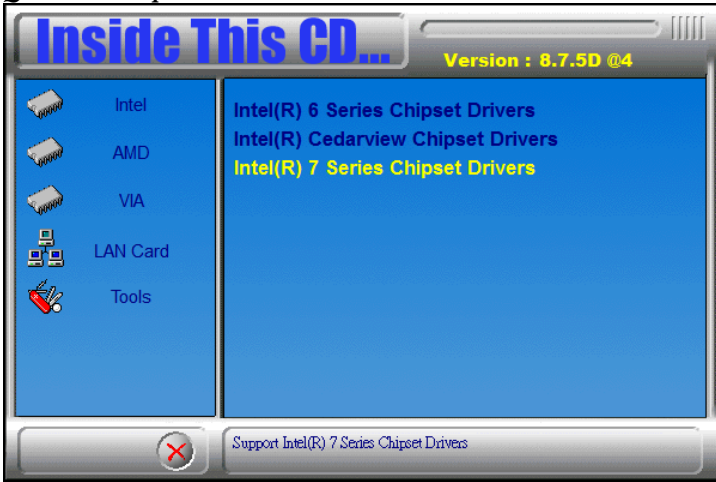 Inside This CD...
Version : 8.7.5D @4
Intel
AMD
VIA
LAN Card
Tools
Intel(R) 6 Series Chipset Drivers
Intel(R) Cedarview Chipset Drivers
Intel(R) 7 Series Chipset Drivers
Support Intel(R) 7 Series Chipset Drivers